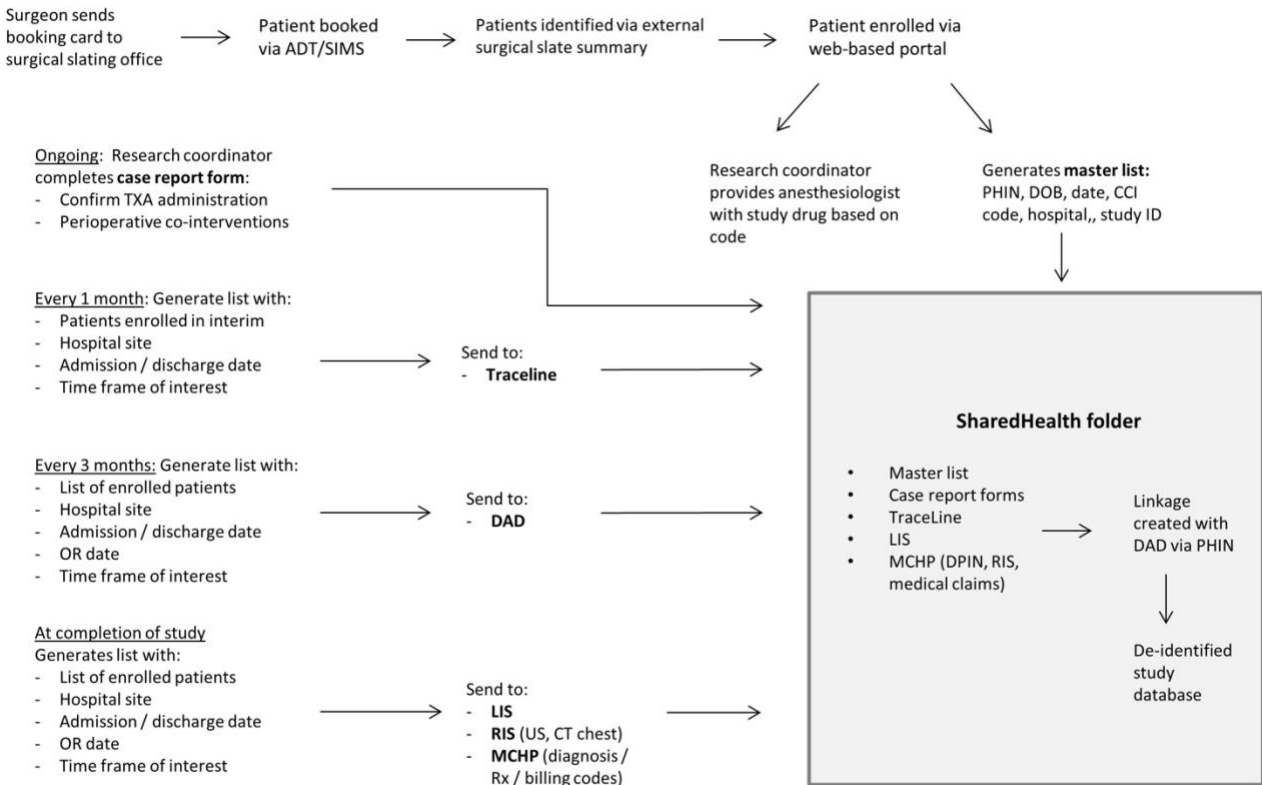 Surgeon sends
booking card to
surgical slating office
Patient booked
via ADT/SIMS
Patients identified via external
surgical slate summary
Patient enrolled via
web-based portal
Research coordinator
provides anesthesiologist
with study drug based on
code
Generates master list:
PHIN, DOB, date, CCI
code, hospital,, study ID
Ongoing: Research coordinator
completes case report form:
- Confirm TXA administration
- Perioperative co-interventions
Every 1 month: Generate list with:
- Patients enrolled in interim
- Hospital site
- Admission / discharge date
- Time frame of interest
Send to:
- Traceline
Every 3 months: Generate list with:
- List of enrolled patients
- Hospital site
- Admission / discharge date
- OR date
- Time frame of interest
Send to:
- DAD
At completion of study
Generates list with:
- List of enrolled patients
- Hospital site
- Admission / discharge date
- OR date
- Time frame of interest
Send to:
- LIS
- RIS (US, CT chest)
- MCHP (diagnosis /
Rx / billing codes)
SharedHealth folder
• Master list
• Case report forms
• TraceLine
• LIS
• MCHP (DPIN, RIS,
medical claims)
Linkage
created with
DAD via PHIN
De-identified
study
database